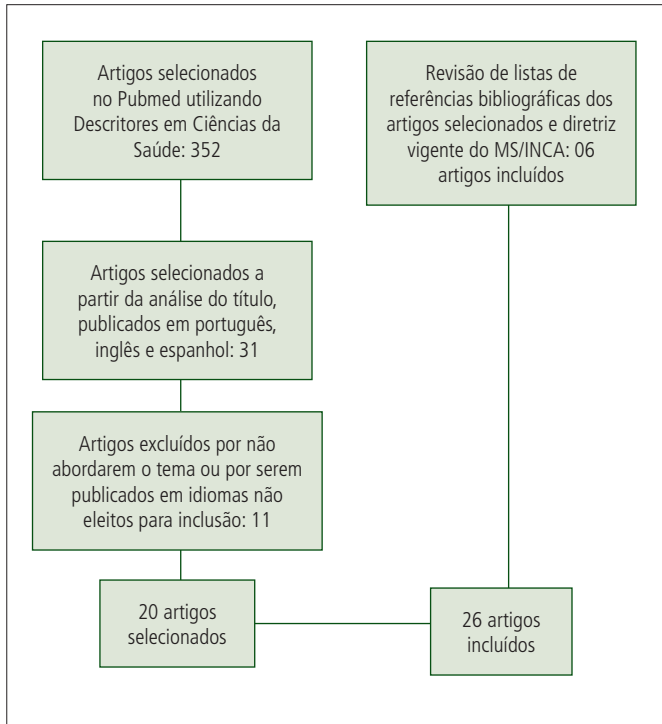 Artigos selecionados
no Pubmed utilizando
Descritores em Ciências da
Saúde: 352
Revisão de listas de
referências bibliográficas dos
artigos selecionados e diretriz
vigente do MS/INCA: 06
artigos incluídos
Artigos selecionados a
partir da análise do título,
publicados em português,
inglês e espanhol: 31
Artigos excluídos por não
abordarem o tema ou por serem
publicados em idiomas não
eleitos para inclusão: 11
20 artigos
selecionados
26 artigos
incluídos